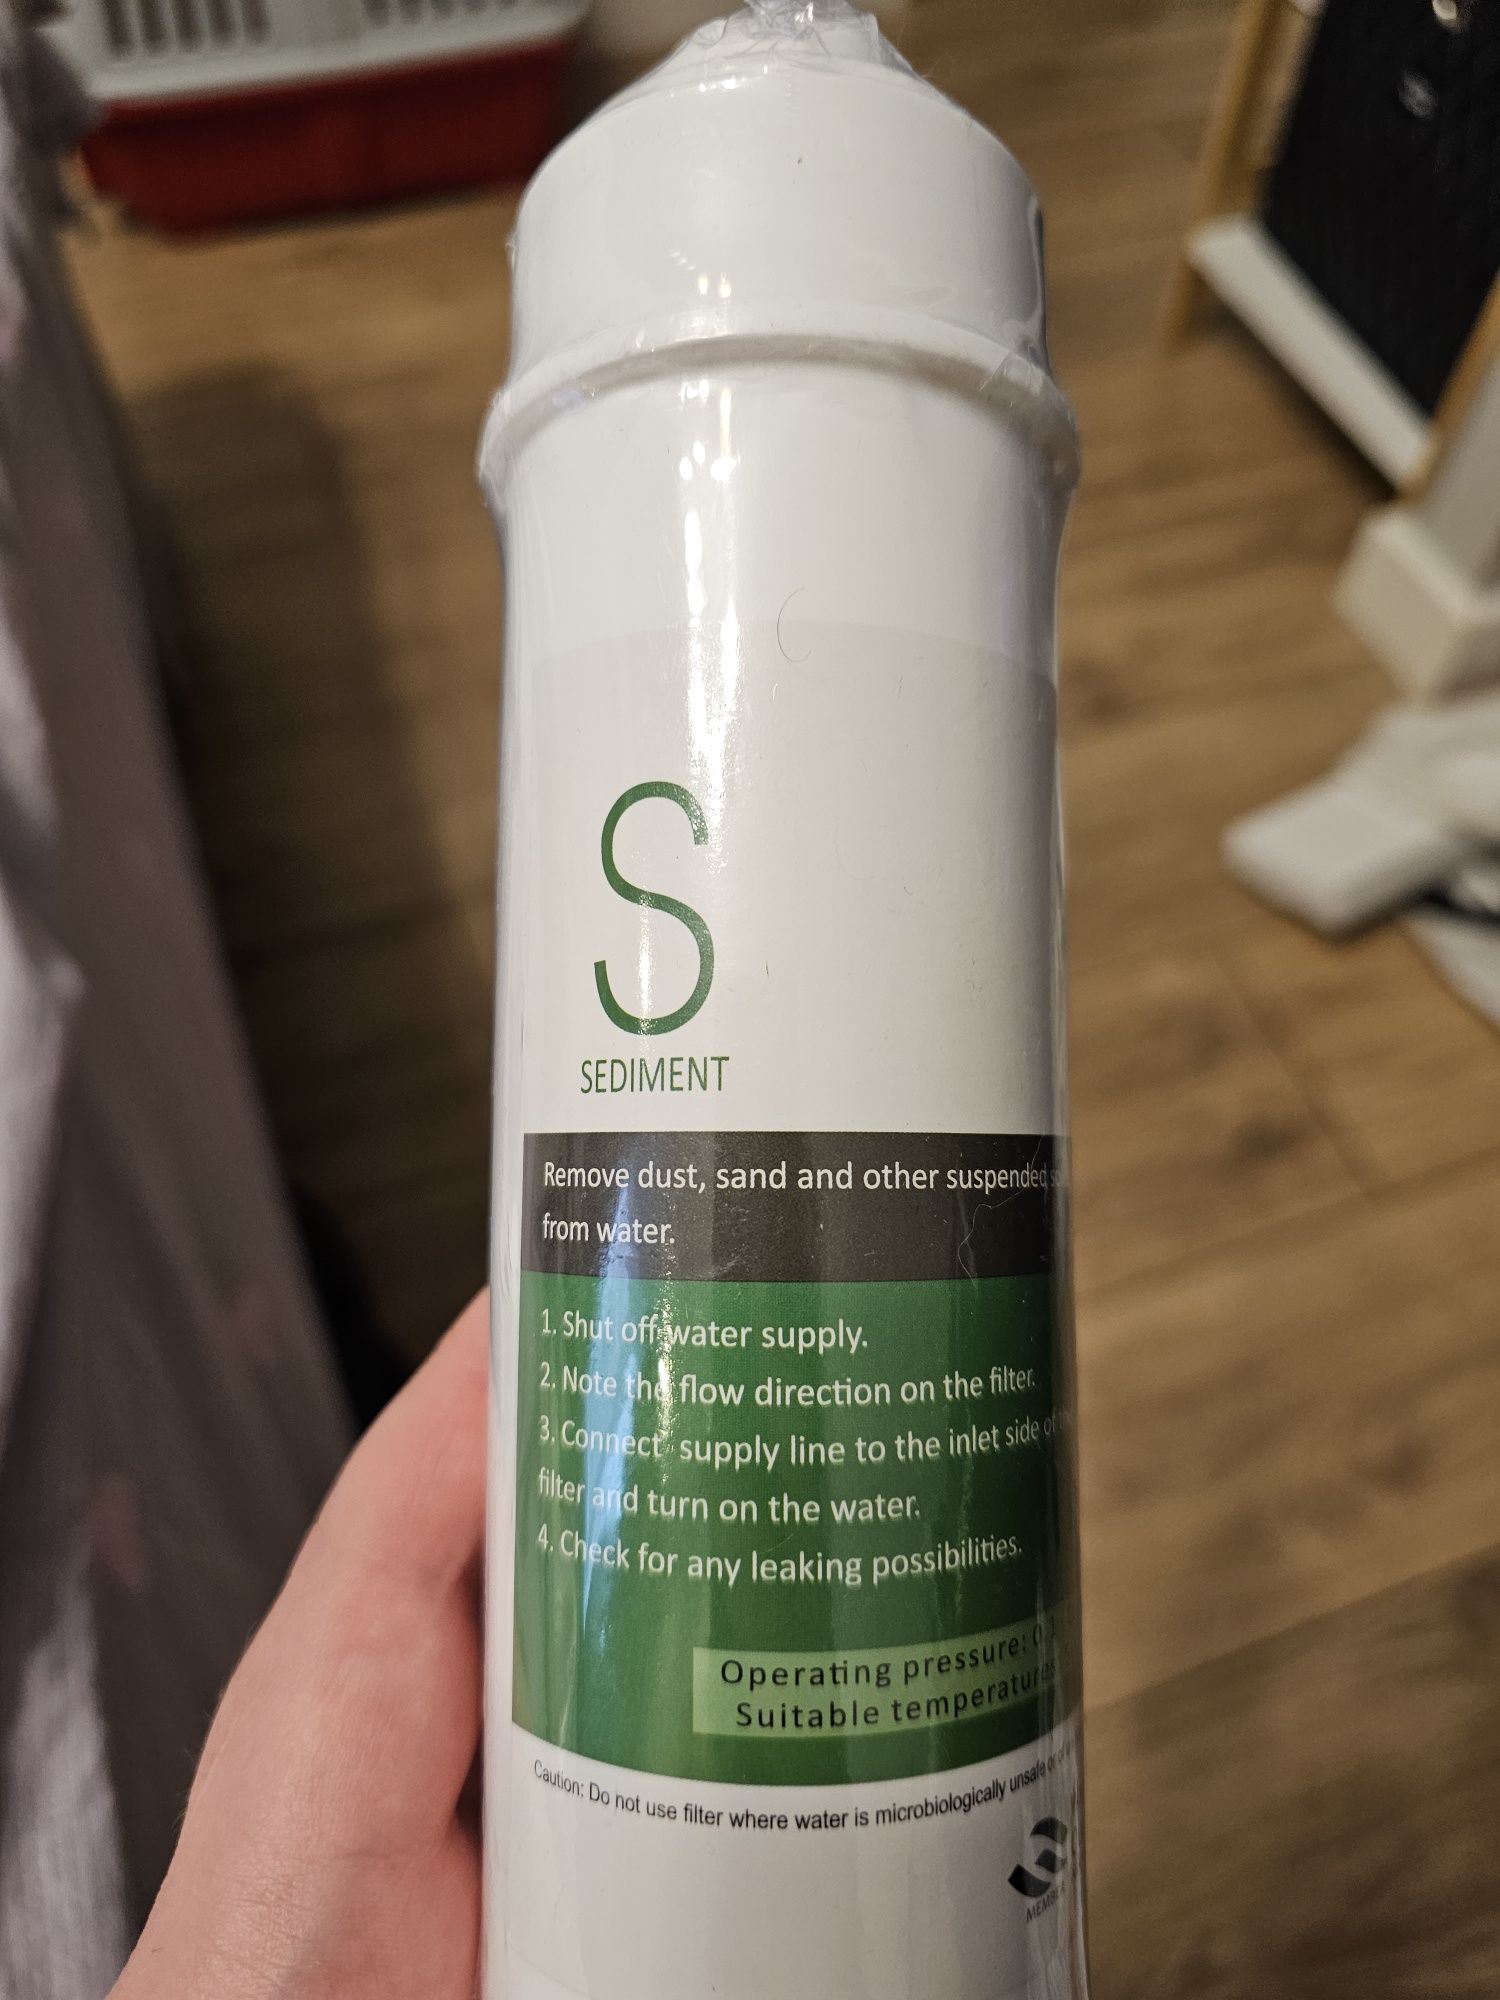 S
SEDIMENT
Remove dust, sand and other suspended
from water.
1. Shut off water supply.
2. Note the flow direction on the filter.
3. Connect supply line to the inlet side of
filter and turn on the water.
4. Check for any leaking possibilities.
Operating pressure:
Suitable temperatures
Caution: Do not use filter where water is microbiologically unsafe or of